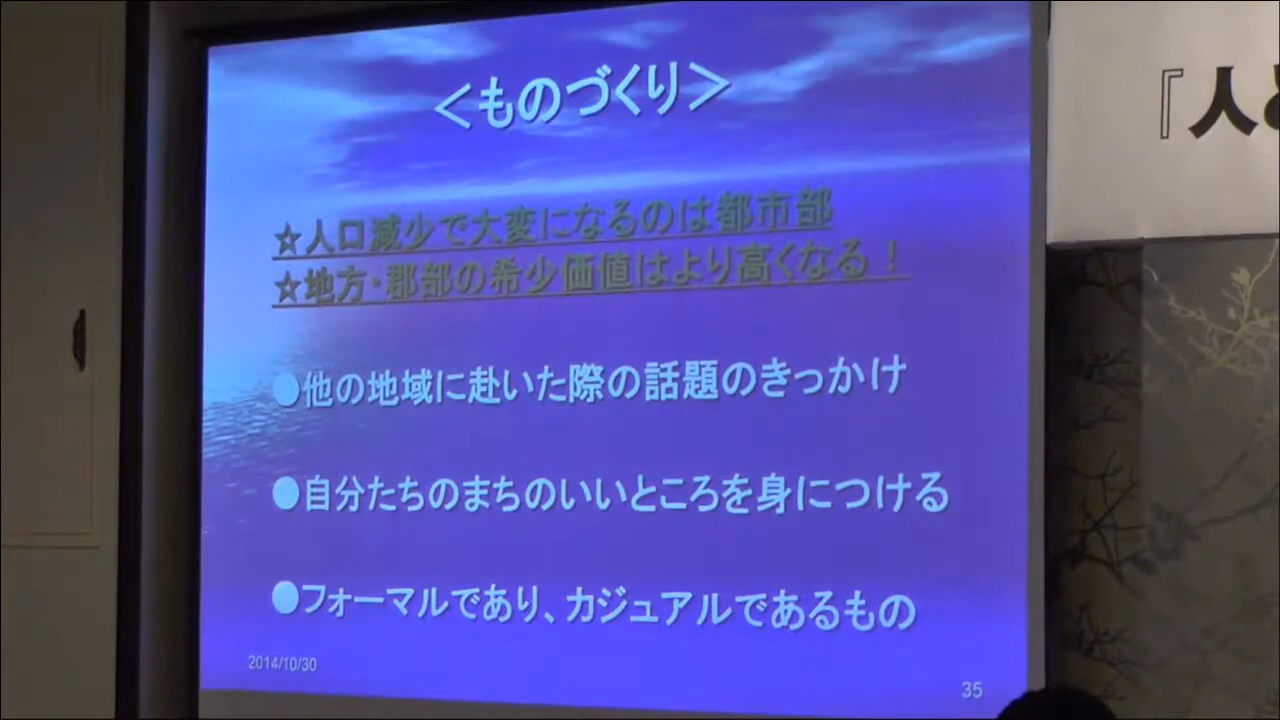 ＜ものづくり＞
☆人口減少で大変になるのは都市部
☆地方・郡部の希少価値はより高くなる！
●他の地域に赴いた際の話題のきっかけ
●自分たちのまちのいいところを身につける
●フォーマルであり、カジュアルであるもの
2014/10/30
35
『人と